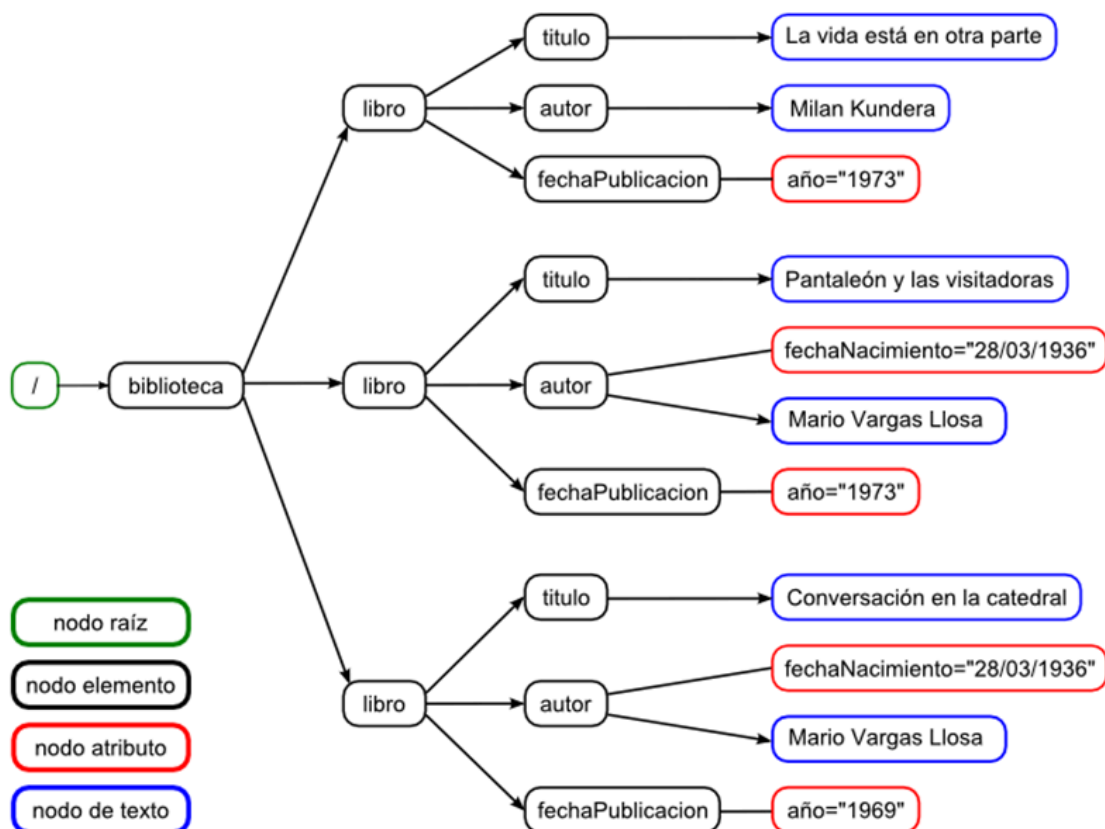 titulo
La vida está en otra parte
libro
autor
Milan Kundera
fechaPublicacion
año="1973"
titulo
Pantaleón y las visitadoras
fechaNacimiento="28/03/1936"
/
biblioteca
libro
autor
Mario Vargas Llosa
fechaPublicacion
año="1973"
titulo
Conversación en la catedral
fechaNacimiento="28/03/1936"
libro
autor
Mario Vargas Llosa
fechaPublicacion
año="1969"
nodo raíz
nodo elemento
nodo atributo
nodo de texto